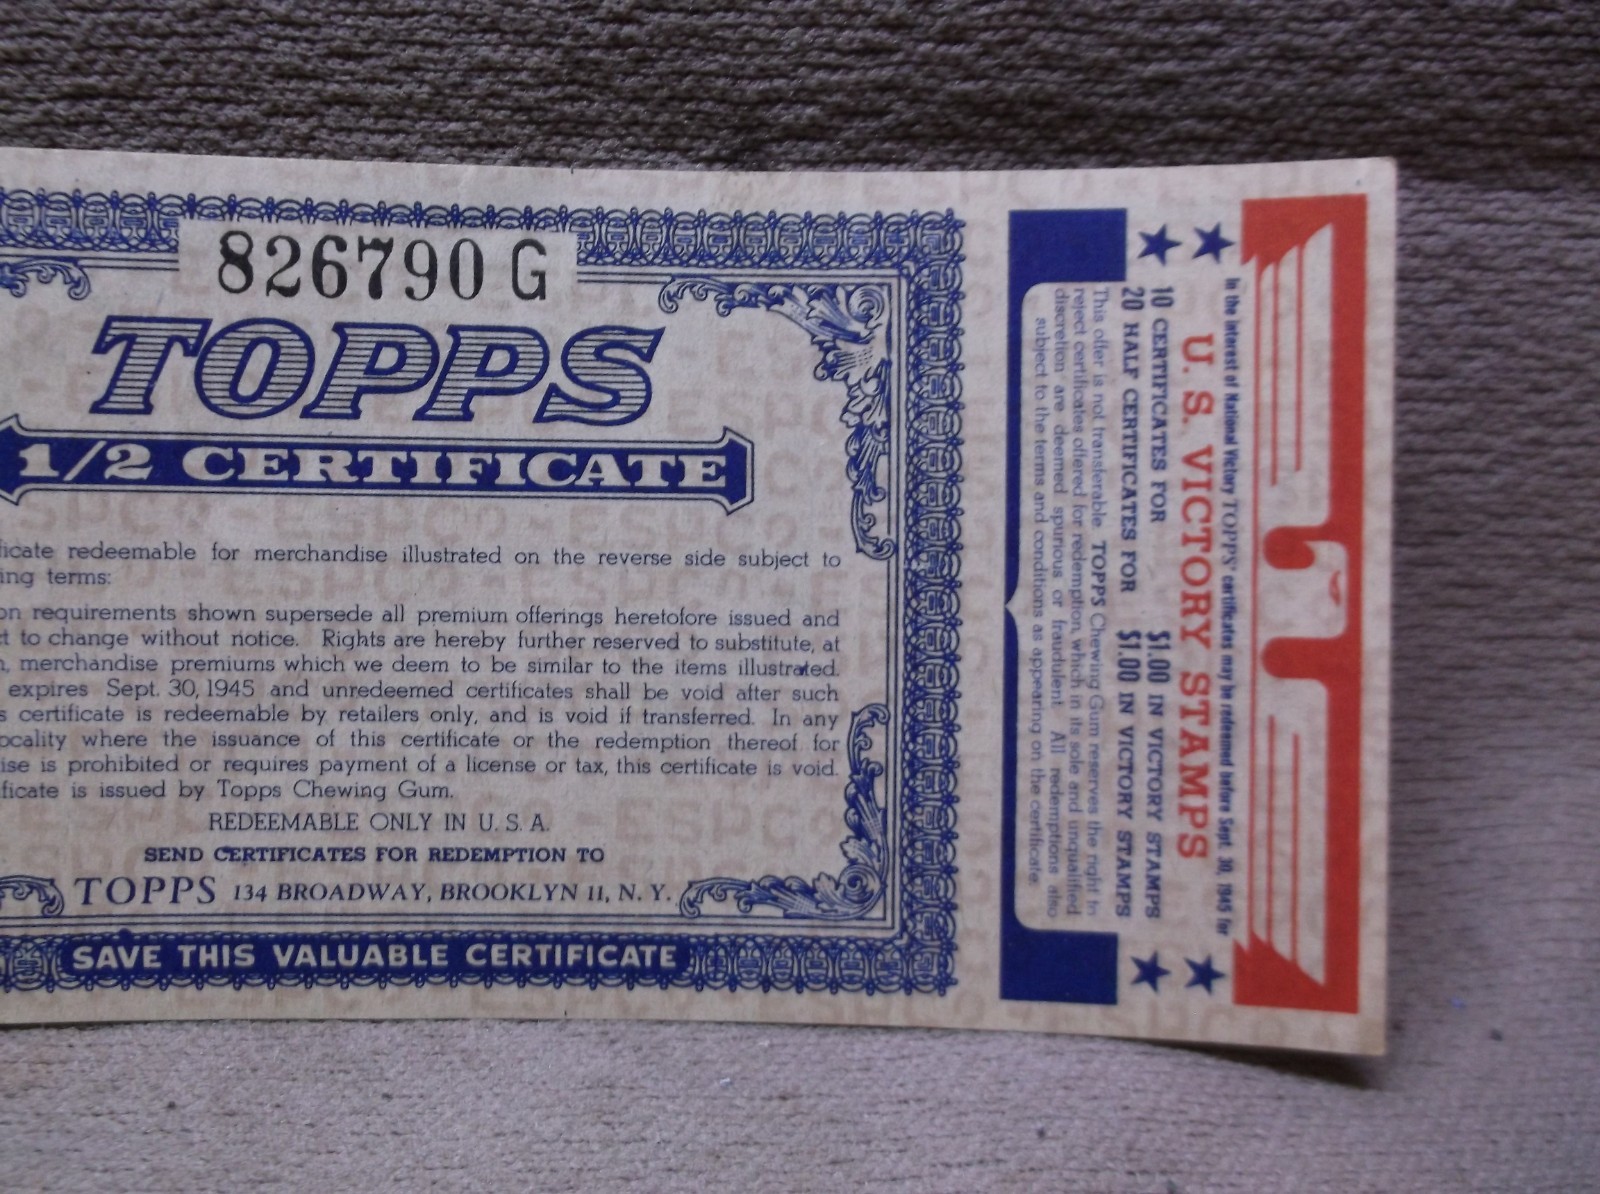 826790 G
TOPPS
1/2 CERTIFICATE
ficate redeemable for merchandise illustrated on the reverse side subject to
ing terms:
on requirements shown supersede all premium offerings heretofore issued and
ct to change without notice. Rights are hereby further reserved to substitute, at
n, merchandise premiums which we deem to be similar to the items illustrated.
expires Sept. 30, 1945 and unredeemed certificates shall be void after such
s certificate is redeemable by retailers only, and is void if transferred. In any
ocality where the issuance of this certificate or the redemption thereof for
ise is prohibited or requires payment of a license or tax, this certificate is void.
ificate is issued by Topps Chewing Gum.
REDEEMABLE ONLY IN U. S. A.
SEND CERTIFICATES FOR REDEMPTION TO
TOPPS 134 BROADWAY, BROOKLYN 11, N. Y.
SAVE THIS VALUABLE CERTIFICATE
In the interest of National Victory TOPPS' certificates may be redeemed before Sept. 30, 1945 for
U. S. VICTORY STAMPS
10 CERTIFICATES FOR $1.00 IN VICTORY STAMPS
20 HALF CERTIFICATES FOR $1.00 IN VICTORY STAMPS
This offer is not transferable. TOPPS Chewing Gum reserves the right to
reject certificates offered for redemption, which in its sole and unqualified
discretion are deemed spurious or fraudulent. All redemptions also
subject to the terms and conditions as appearing on the certificate.